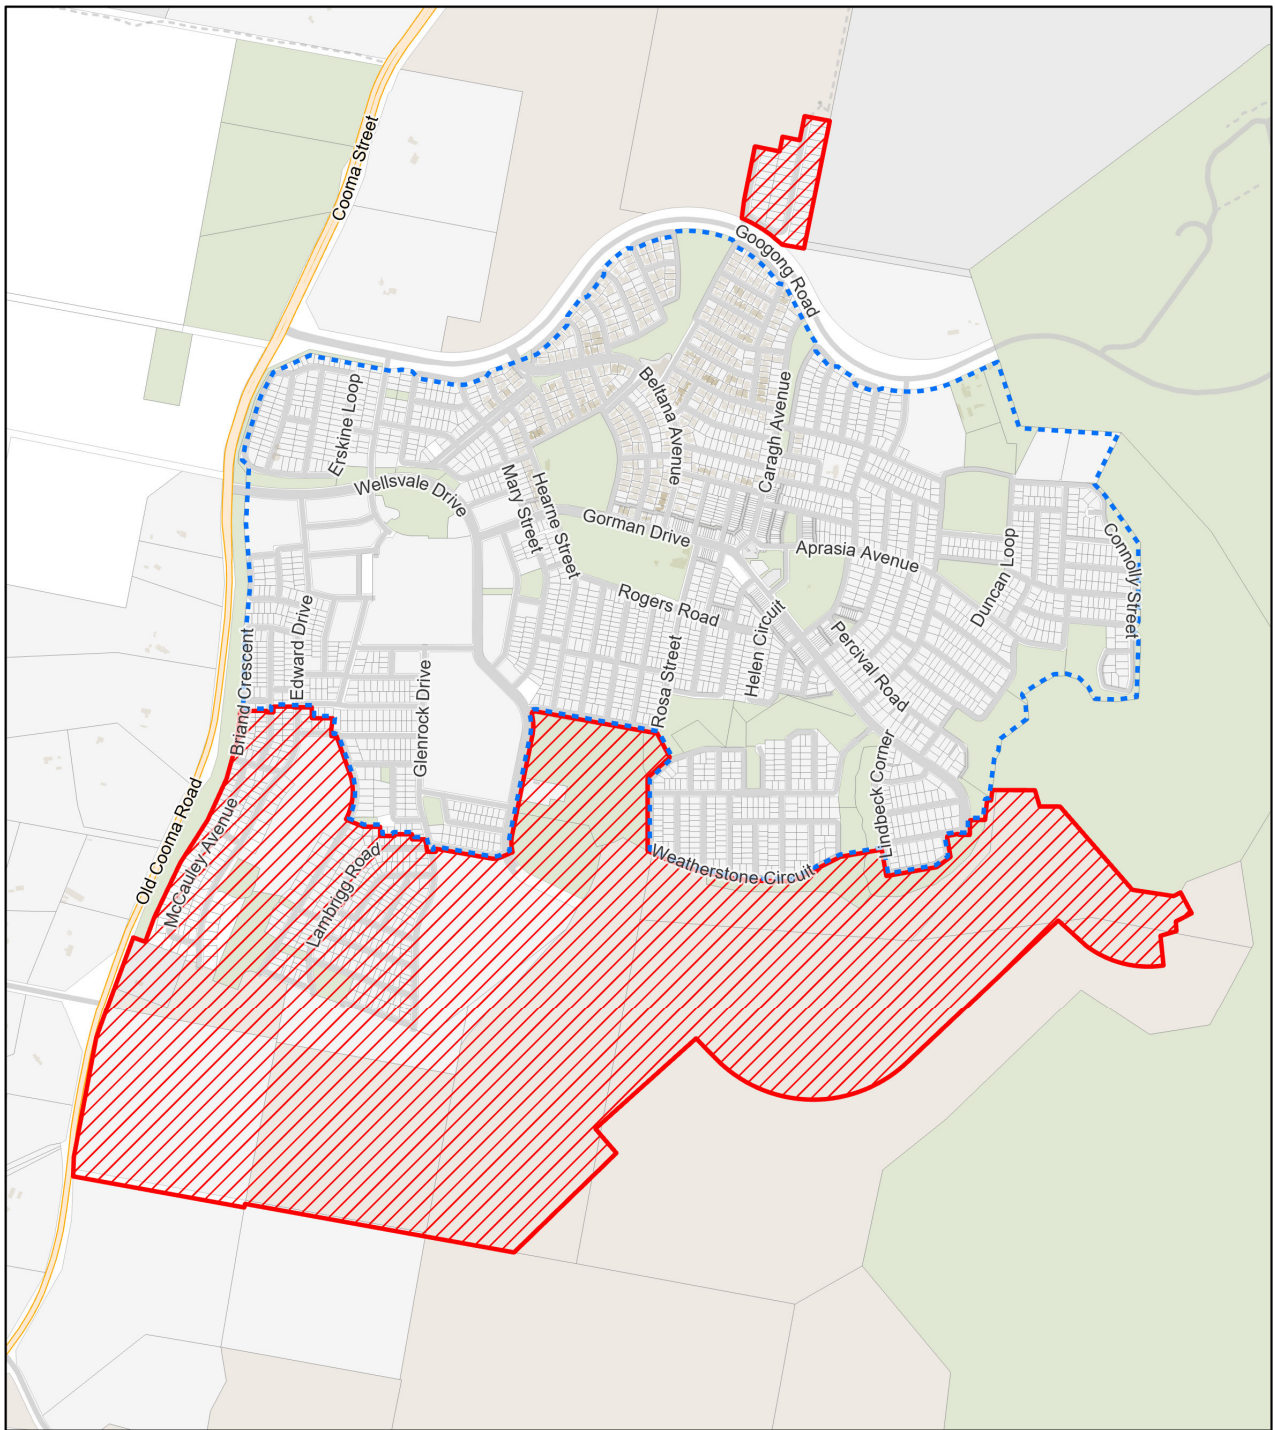 Cooma Street
Googong Road
Erskine Loop
Beltana Avenue
Caragh Avenue
Wellsvale Drive
Mary Street
Hearne Street
Gorman Drive
Aprasia Avenue
Duncan Loop
Connolly Street
Rogers Road
Helen Circuit
Percival Road
Edward Drive
Briand Crescent
Glenrock Drive
Rosa Street
Lindbeck Corner
Old Cooma Road
McCauley Avenue
Lambrigg Road
Weatherstone Circuit